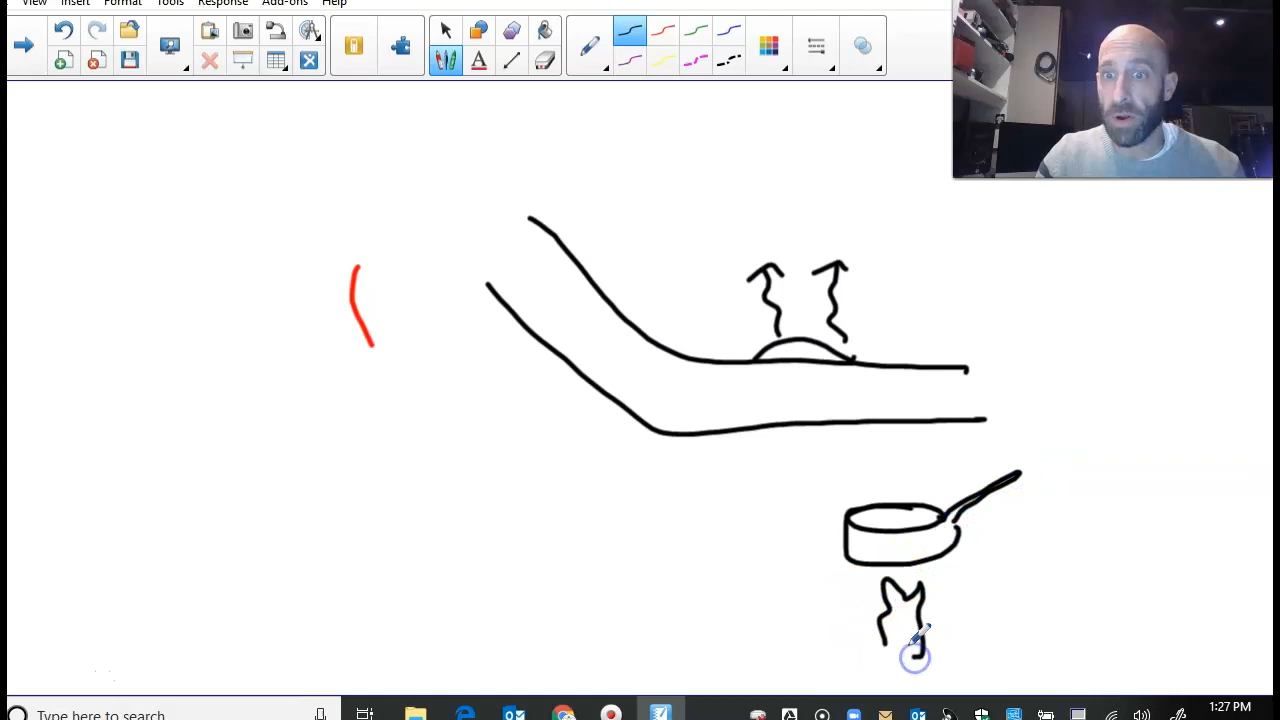 View Insert Format Tools Response Add-ons Help
A
Type here to search
1:27 PM